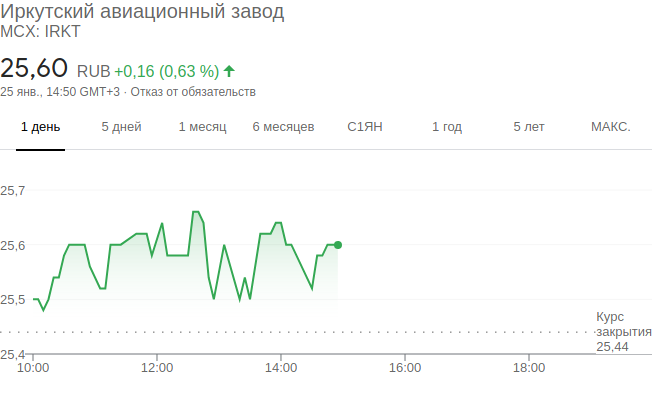 Иркутский авиационный завод
MCX: IRKT
25,60 RUB +0,16 (0,63 %)
25 янв., 14:50 GMT+3 · Отказ от обязательств
1 день 5 дней 1 месяц 6 месяцев С1ЯН 1 год 5 лет МАКС.
25,7
25,6
25,5
Курс
закрытия
25,44
25,4
10:00 12:00 14:00 16:00 18:00